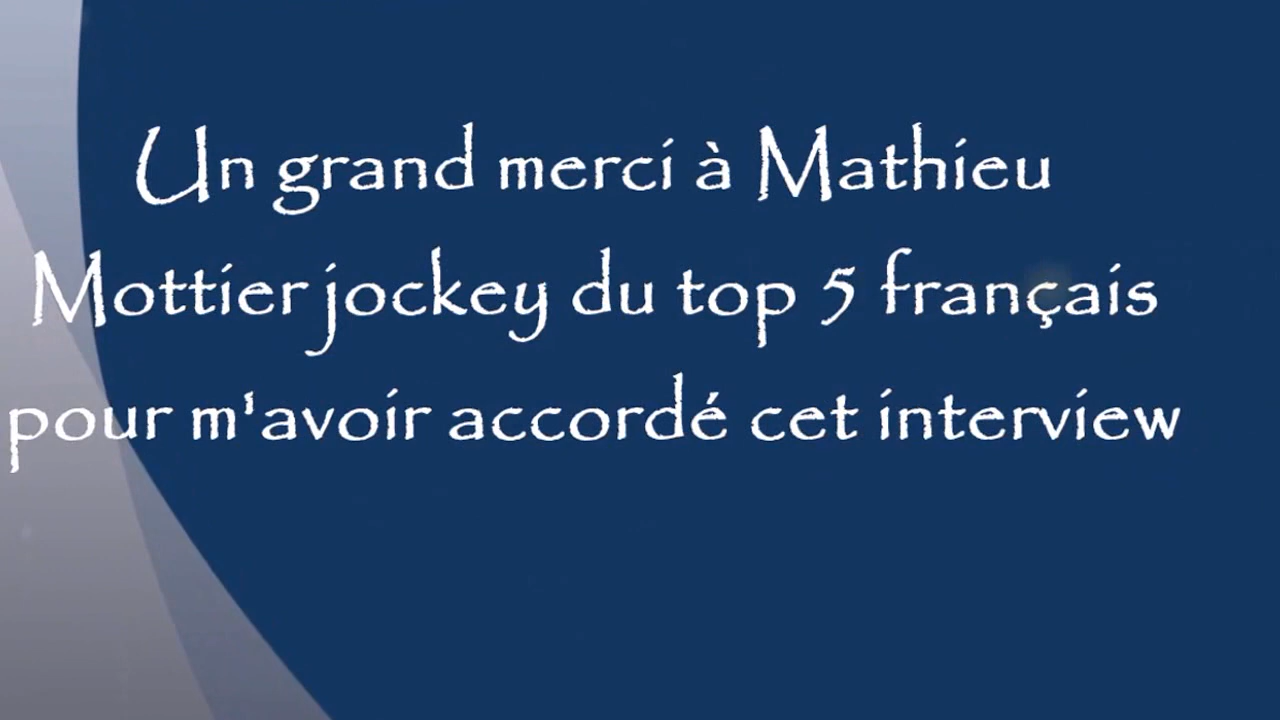 Un grand merci à Mathieu
Mottier jockey du top 5 français
pour m'avoir accordé cet interview